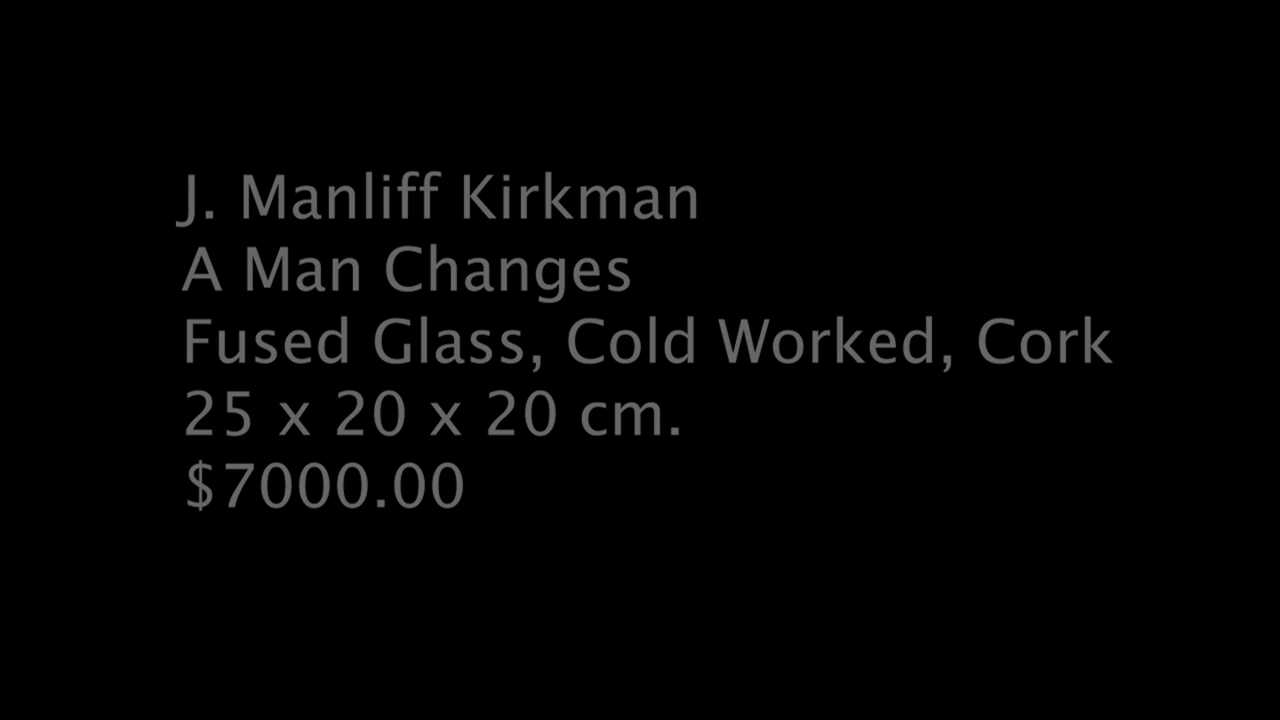 J. Manliff Kirkman
A Man Changes
Fused Glass, Cold Worked, Cork
25 x 20 x 20 cm.
$7000.00